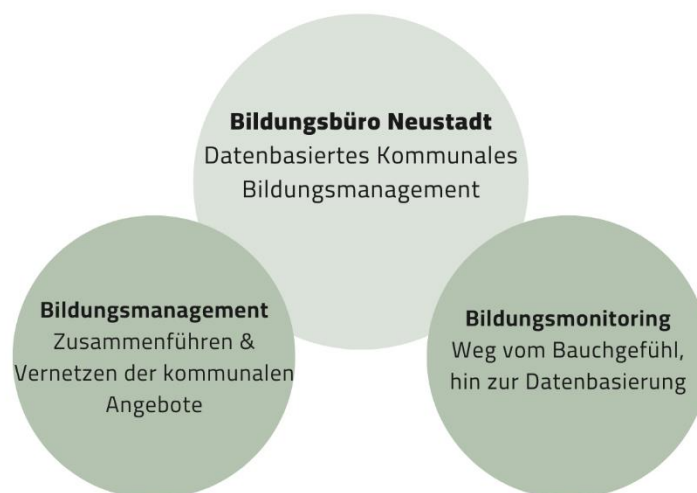 Bildungsbüro Neustadt
Datenbasiertes Kommunales
Bildungsmanagement
Bildungsmanagement
Zusammenführen &
Vernetzen der kommunalen
Angebote
Bildungsmonitoring
Weg vom Bauchgefühl,
hin zur Datenbasierung